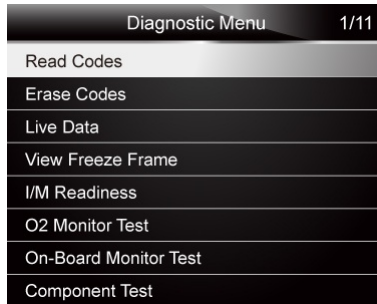 Diagnostic Menu 1/11
Read Codes
Erase Codes
Live Data
View Freeze Frame
I/M Readiness
O2 Monitor Test
On-Board Monitor Test
Component Test